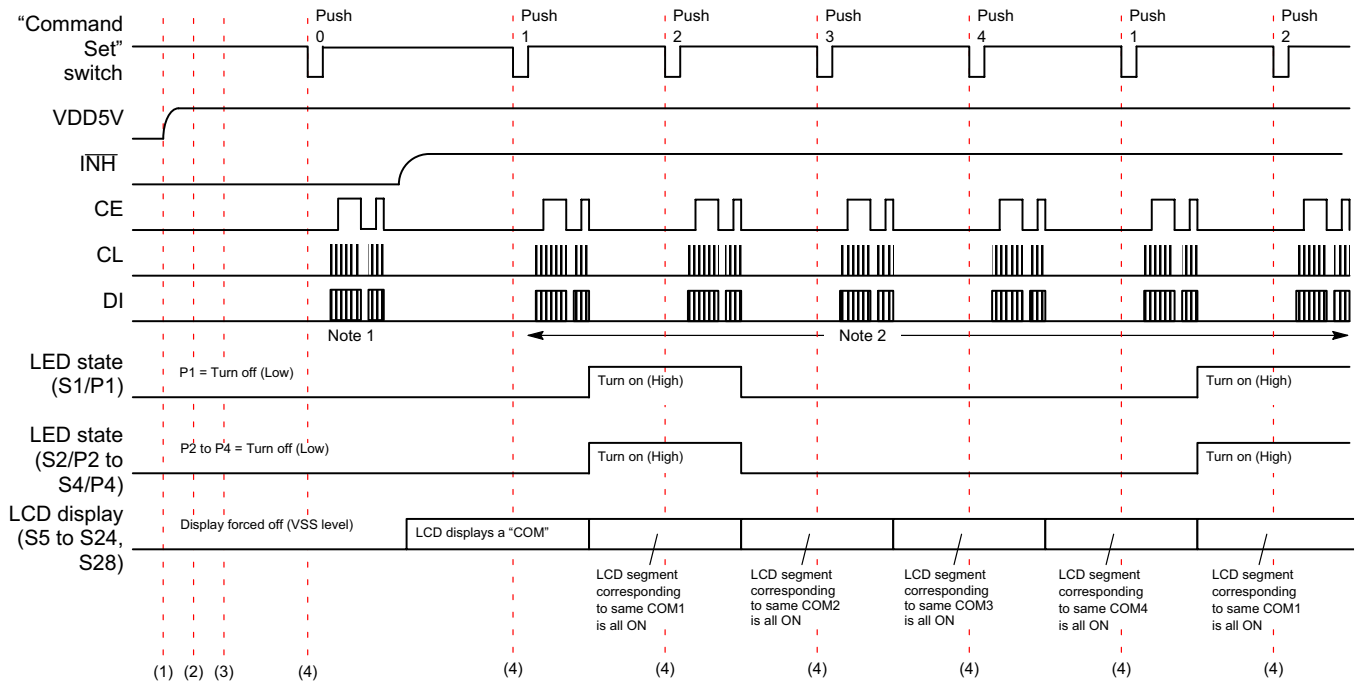 “Command
Set”
switch
Push
0
Push
1
Push
2
Push
3
Push
4
Push
1
Push
2
VDD5V
INH
CE
CL
DI
Note 1
Note 2
LED state
(S1/P1)
P1 = Turn off (Low)
Turn on (High)
Turn on (High)
LED state
(S2/P2 to
S4/P4)
P2 to P4 = Turn off (Low)
Turn on (High)
Turn on (High)
LCD display
(S5 to S24,
S28)
Display forced off (VSS level)
LCD displays a “COM”
LCD segment
corresponding
to same COM1
is all ON
LCD segment
corresponding
to same COM2
is all ON
LCD segment
corresponding
to same COM3
is all ON
LCD segment
corresponding
to same COM4
is all ON
LCD segment
corresponding
to same COM1
is all ON
(1) (2) (3) (4) (4) (4) (4) (4) (4) (4)